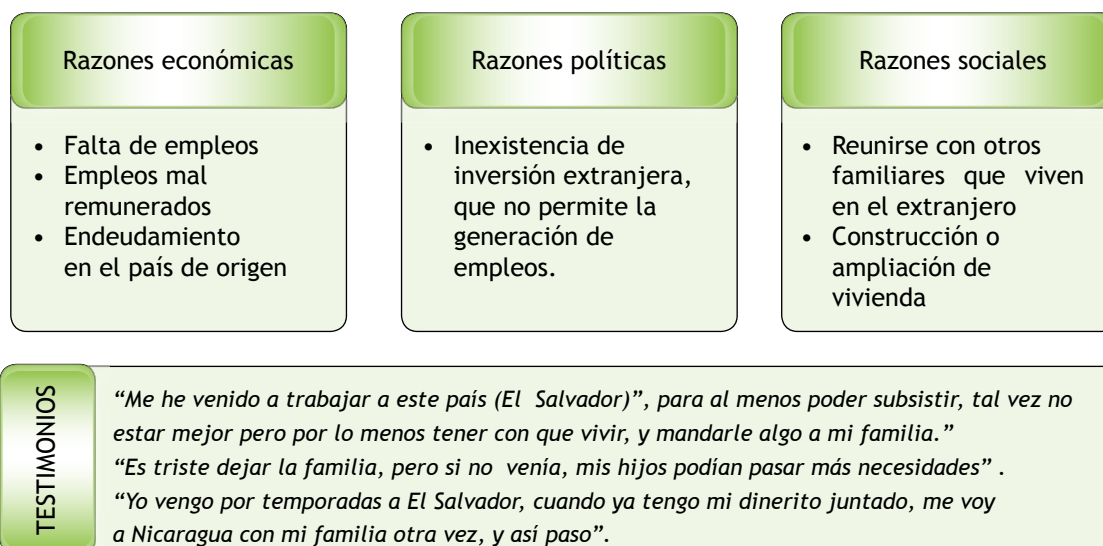 Razones económicas
• Falta de empleos
• Empleos mal
remunerados
• Endeudamiento
en el país de origen
Razones políticas
• Inexistencia de
inversión extranjera,
que no permite la
generación de
empleos.
Razones sociales
• Reunirse con otros
familiares que viven
en el extranjero
• Construcción o
ampliación de
vivienda
TESTIMONIOS
“Me he venido a trabajar a este país (El Salvador)”, para al menos poder subsistir, tal vez no
estar mejor pero por lo menos tener con que vivir, y mandarle algo a mi familia.”
“Es triste dejar la familia, pero si no venía, mis hijos podían pasar más necesidades” .
“Yo vengo por temporadas a El Salvador, cuando ya tengo mi dinerito juntado, me voy
a Nicaragua con mi familia otra vez, y así paso”.